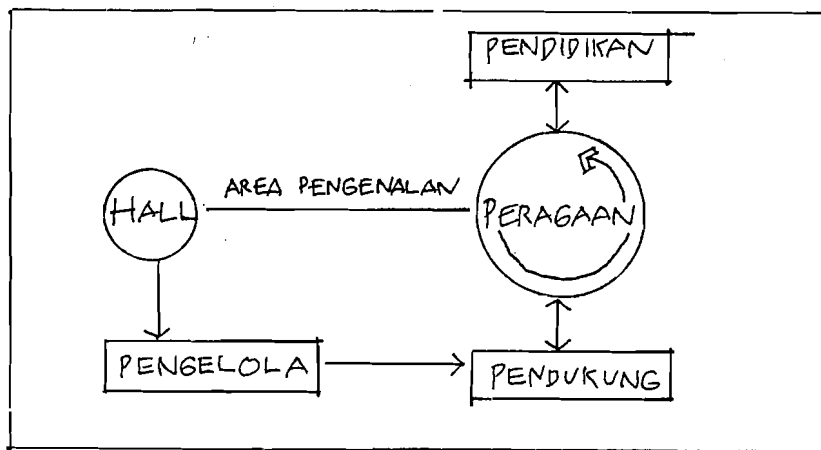 PENDIDIKAN
AREA PENGENALAN
HALL
PERAGAAN
PENGELOLA
PENDUKUNG